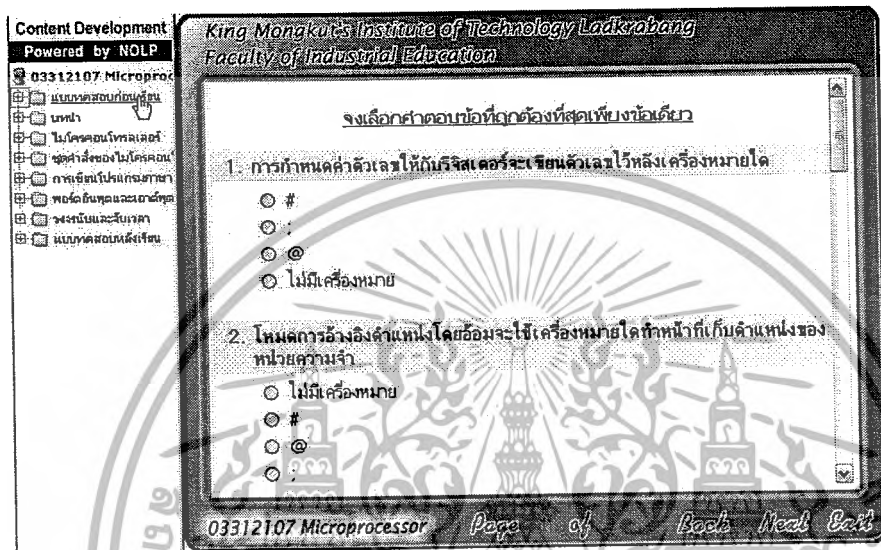 Content Development
Powered by NOLP
03312107 Microproc
แบบทดสอบก่อนเรียน
บทนำ
ไมโครคอนโทรลเลอร์
ชุดคำสั่งของไมโครคอน
การเขียนโปรแกรมภาษา
พอร์ตอินพุตและเอาต์พุต
วงจรนับและจับเวลา
แบบทดสอบหลังเรียน
King Mongkut's Institute of Technology Ladkrabang
Faculty of Industrial Education
จงเลือกคำตอบข้อที่ถูกต้องที่สุดเพียงข้อเดียว
1. การกำหนดค่าตัวเลขให้กับรีจิสเตอร์จะเขียนตัวเลขไว้หลังเครื่องหมายใด
#
;
@
ไม่มีเครื่องหมาย
2. โหมดการอ้างอิงตำแหน่งโดยอ้อมจะใช้เครื่องหมายใดทำหน้าที่เก็บตำแหน่งของ
หน่วยความจำ
ไม่มีเครื่องหมาย
#
@
;
03312107 Microprocessor Page of Back Next Exit